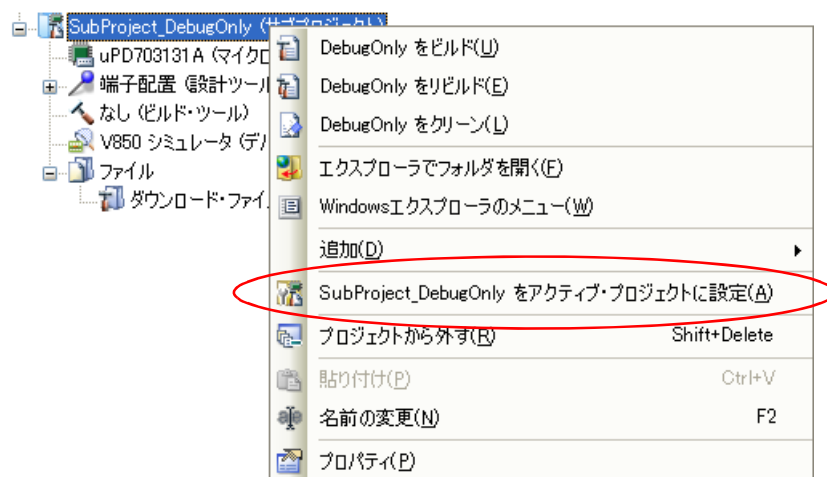 SubProject_DebugOnly (サブプロジェクト)
uPD703131A (マイクロ
端子配置 (設計ツール
なし (ビルド・ツール)
V850 シミュレータ (デ
ファイル
ダウンロード・ファイ
DebugOnly をビルド(U)
DebugOnly をリビルド(E)
DebugOnly をクリーン(L)
エクスプローラでフォルダを開く(F)
Windowsエクスプローラのメニュー(W)
追加(D)
SubProject_DebugOnly をアクティブ・プロジェクトに設定(A)
プロジェクトから外す(R) Shift+Delete
貼り付け(P) Ctrl+V
名前の変更(N) F2
プロパティ(P)